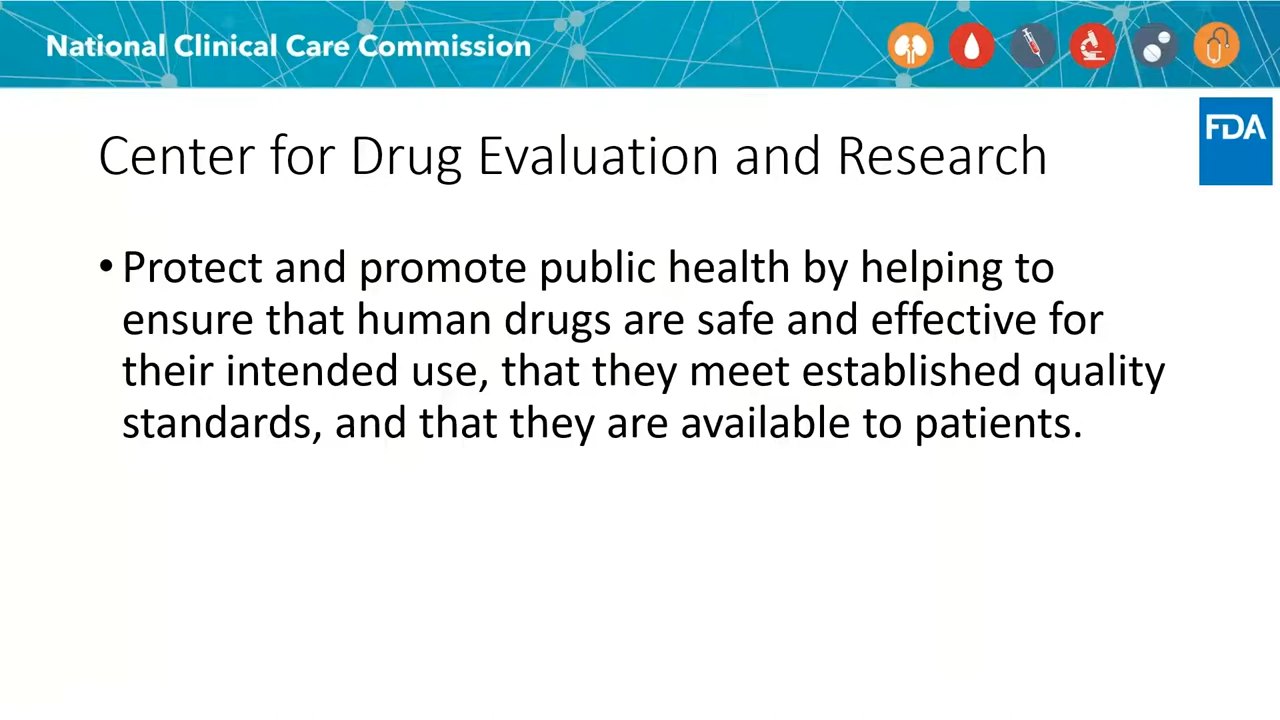 National Clinical Care Commission
FDA
Center for Drug Evaluation and Research
• Protect and promote public health by helping to
ensure that human drugs are safe and effective for
their intended use, that they meet established quality
standards, and that they are available to patients.